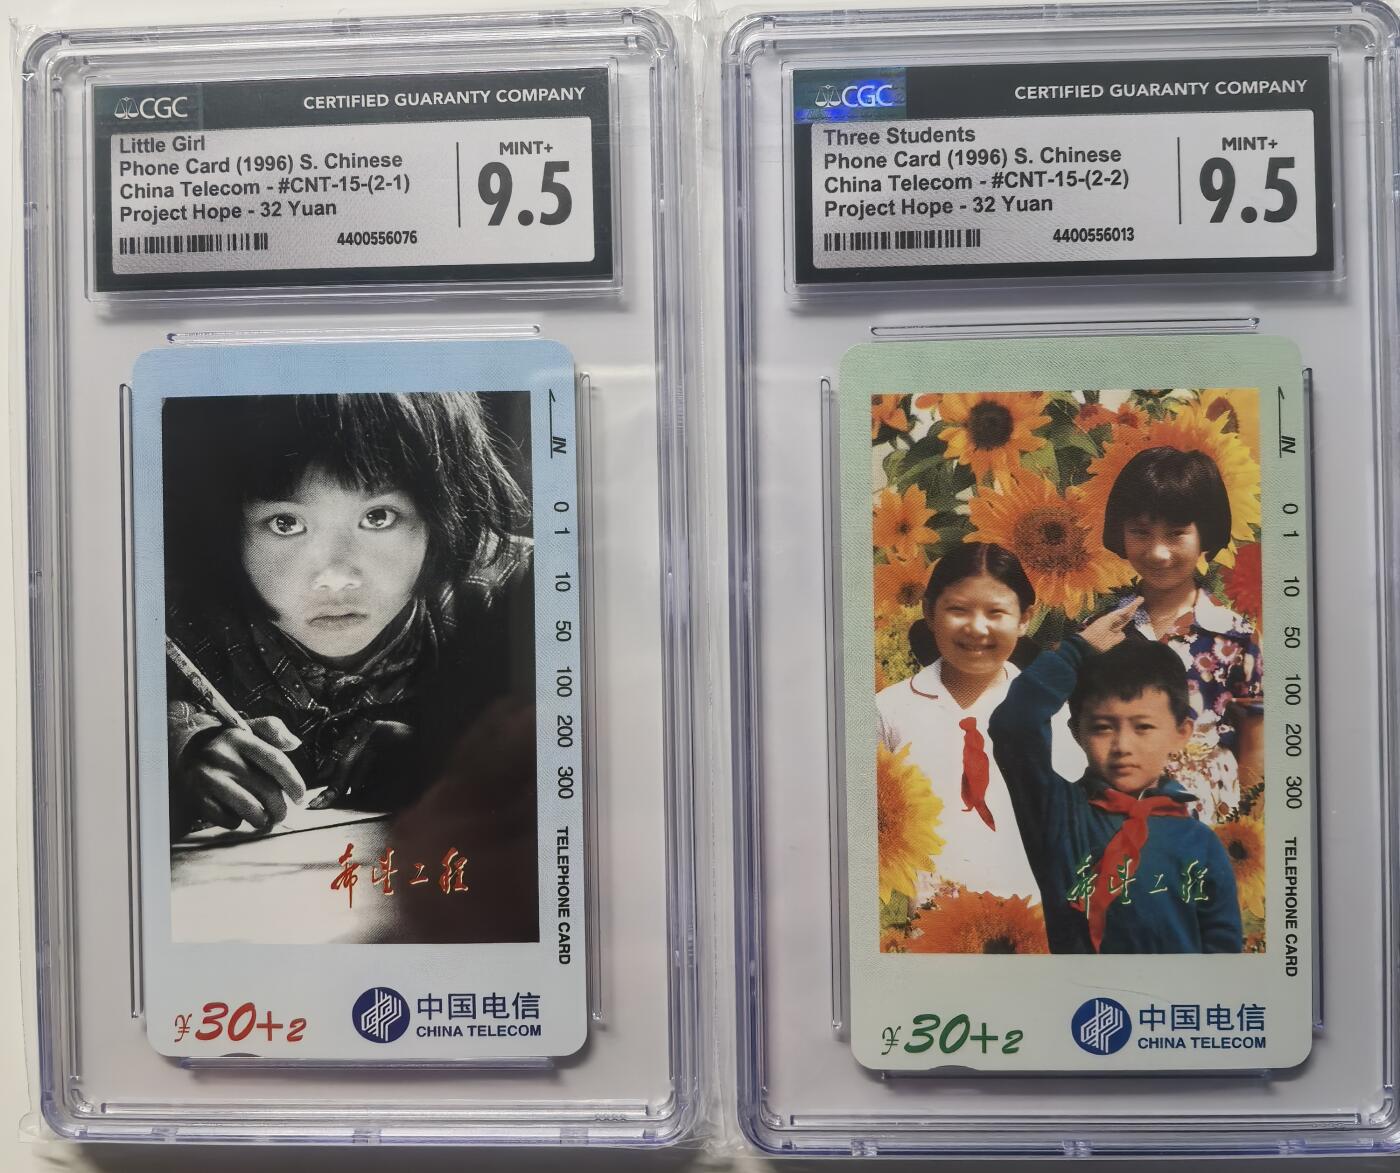 CGC CERTIFIED GUARANTY COMPANY
Little Girl
Phone Card (1996) S. Chinese
China Telecom - #CNT-15-(2-1)
Project Hope - 32 Yuan
4400556076
MINT+
9.5
IN
0 1 10 50 100 200 300 TELEPHONE CARD
希望工程
¥30+2
中国电信
CHINA TELECOM
CGC CERTIFIED GUARANTY COMPANY
Three Students
Phone Card (1996) S. Chinese
China Telecom - #CNT-15-(2-2)
Project Hope - 32 Yuan
4400556013
MINT+
9.5
IN
0 1 10 50 100 200 300 TELEPHONE CARD
希望工程
¥30+2
中国电信
CHINA TELECOM